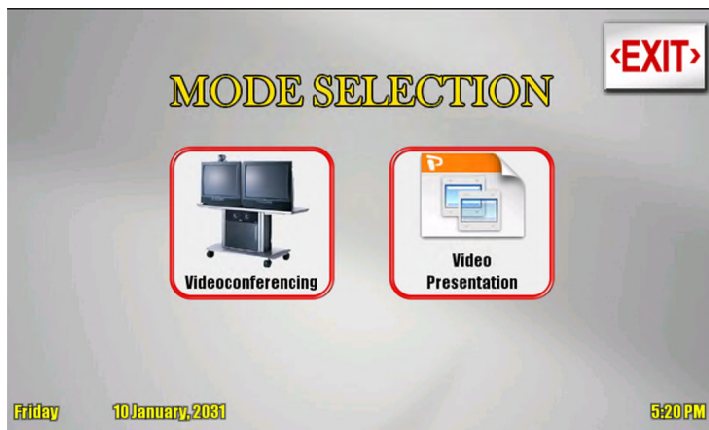 ‹EXIT›
MODE SELECTION
Videoconferencing
P
Video
Presentation
Friday 10 January, 2031 5:20 PM